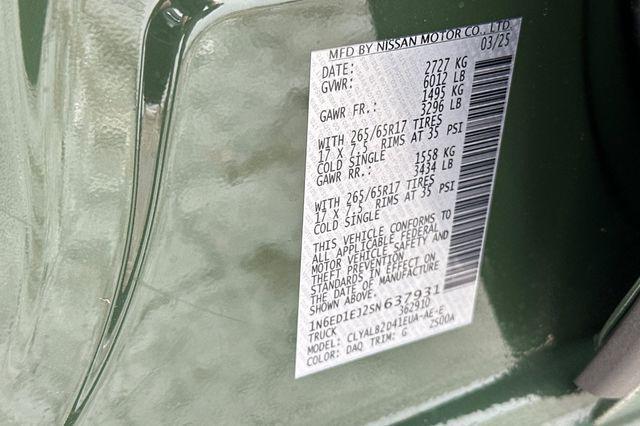 MFD BY NISSAN MOTOR CO., LTD.
DATE: 03/25
GVWR: 2727 KG
6012 LB
GAWR FR.: 1495 KG
3296 LB
WITH 265/65R17 TIRES
17 X 7.5 RIMS AT 35 PSI
COLD SINGLE
GAWR RR.: 1558 KG
3434 LB
WITH 265/65R17 TIRES
17 X 7.5 RIMS AT 35 PSI
COLD SINGLE
THIS VEHICLE CONFORMS TO
ALL APPLICABLE FEDERAL
MOTOR VEHICLE SAFETY AND
THEFT PREVENTION
STANDARDS IN EFFECT ON
THE DATE OF MANUFACTURE
SHOWN ABOVE.
1N6ED1EJ2SN637931
TRUCK 362910
MODEL: CLYALB2D41EUA-AE-E
COLOR: DAQ TRIM: G 2S00A